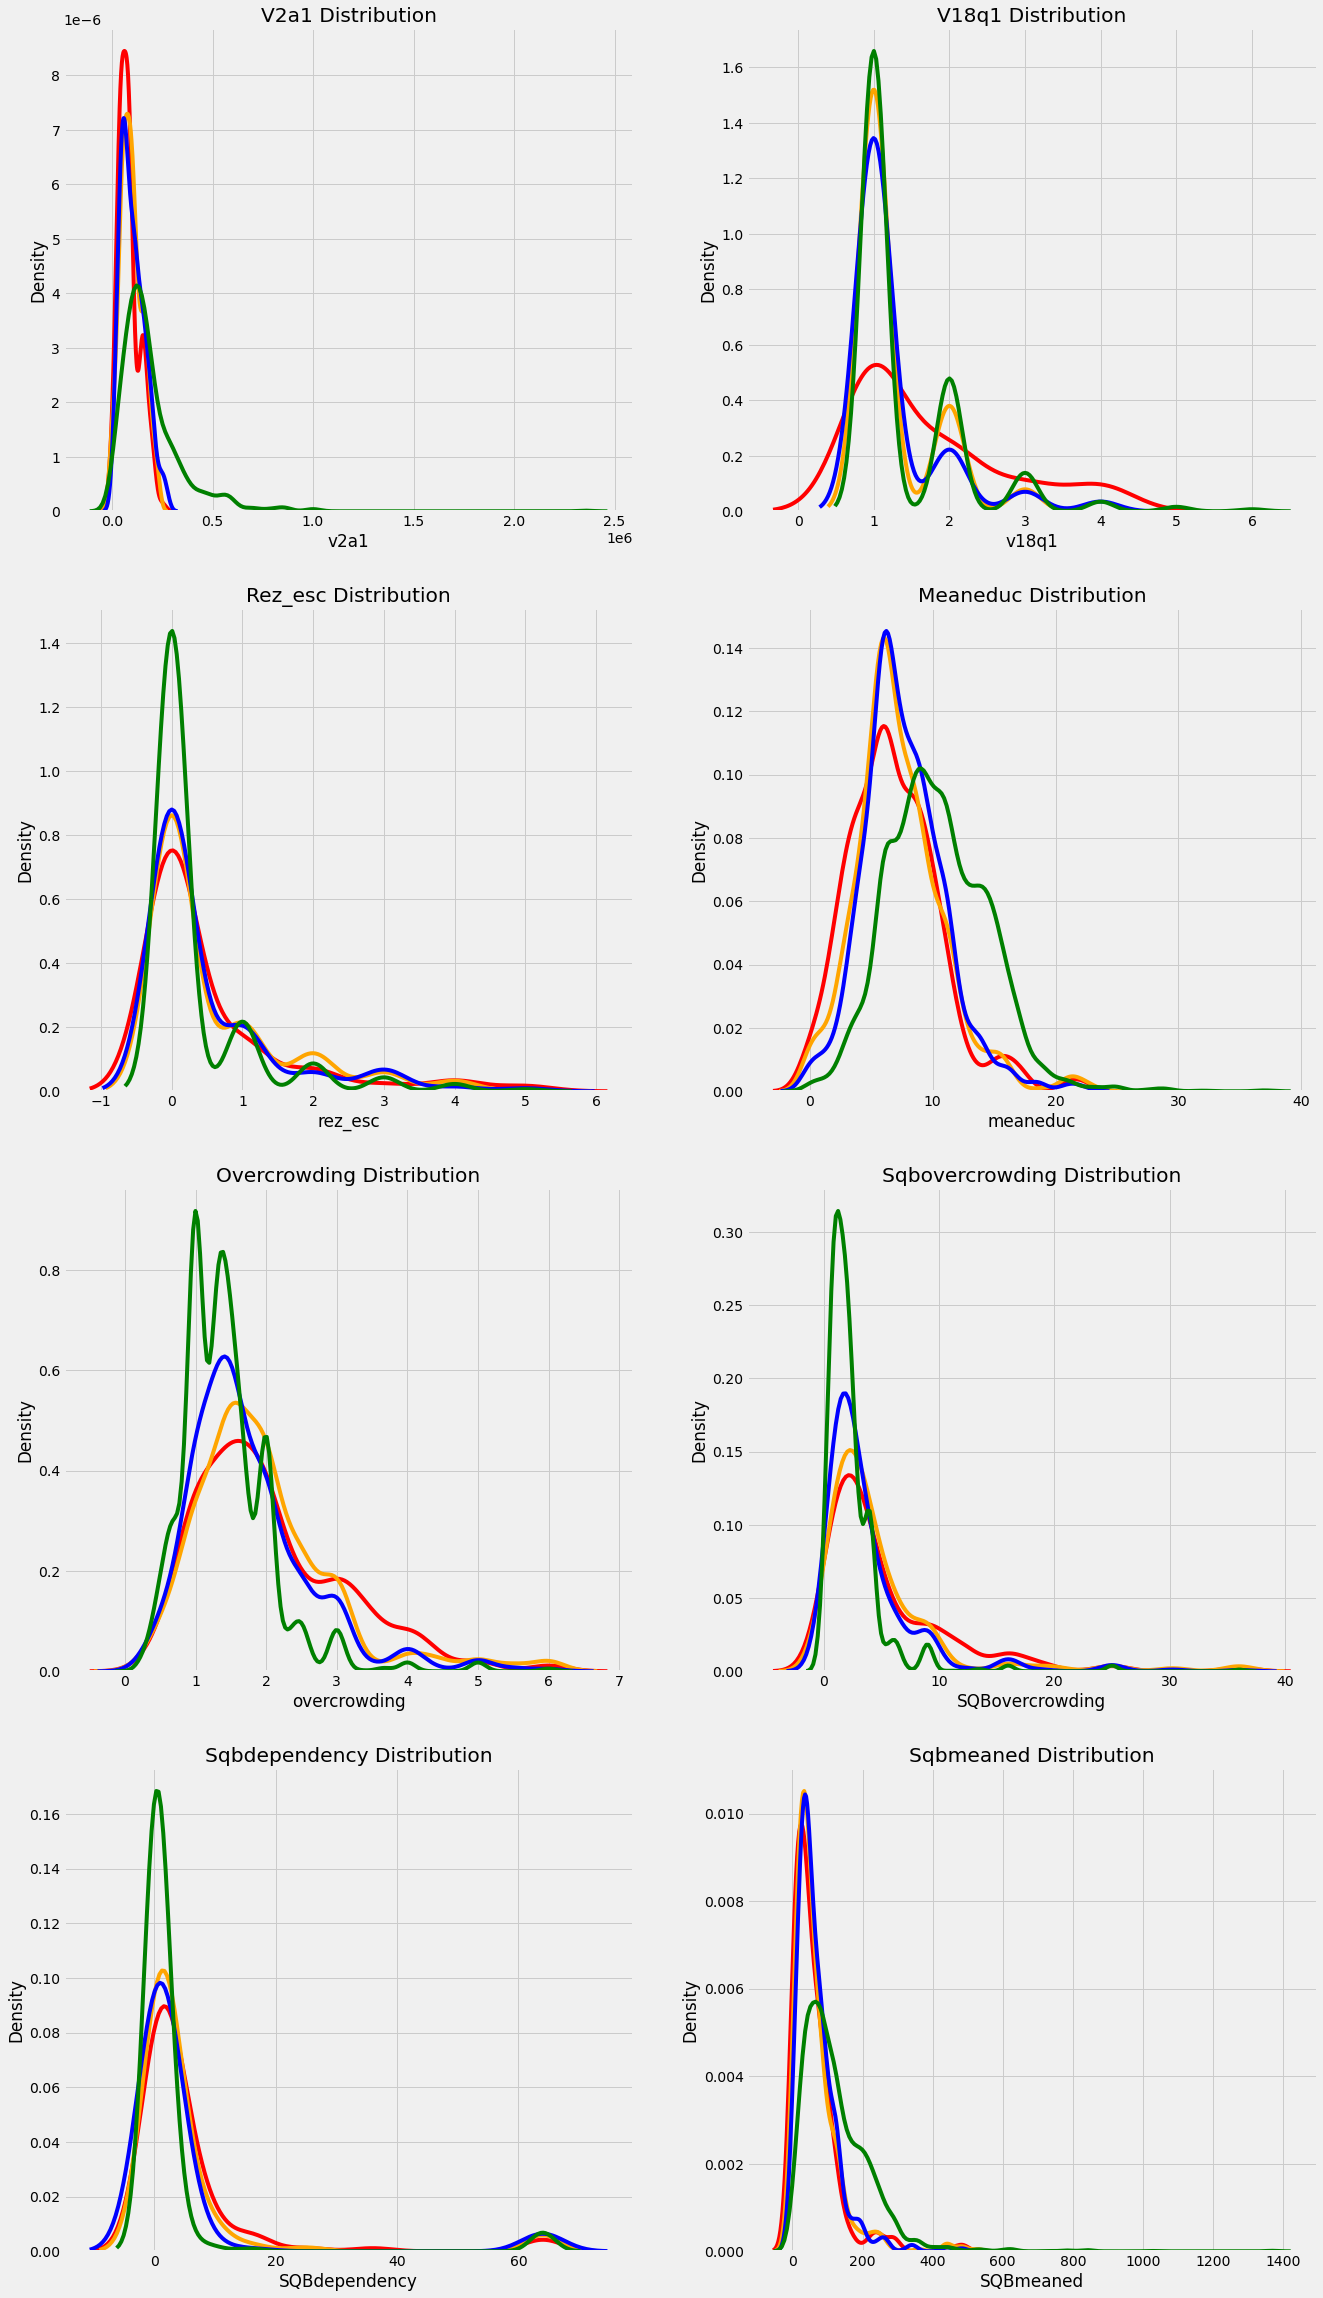 V2a1 Distribution
1e−6
8
7
6
5
4
3
2
1
0
Density
0.0 0.5 1.0 1.5 2.0 2.5
1e6
v2a1
V18q1 Distribution
1.6
1.4
1.2
1.0
0.8
0.6
0.4
0.2
0.0
Density
0 1 2 3 4 5 6
v18q1
Rez_esc Distribution
1.4
1.2
1.0
0.8
0.6
0.4
0.2
0.0
Density
−1 0 1 2 3 4 5 6
rez_esc
Meaneduc Distribution
0.14
0.12
0.10
0.08
0.06
0.04
0.02
0.00
Density
0 10 20 30 40
meaneduc
Overcrowding Distribution
0.8
0.6
0.4
0.2
0.0
Density
0 1 2 3 4 5 6 7
overcrowding
Sqbovercrowding Distribution
0.30
0.25
0.20
0.15
0.10
0.05
0.00
Density
0 10 20 30 40
SQBovercrowding
Sqbdependency Distribution
0.16
0.14
0.12
0.10
0.08
0.06
0.04
0.02
0.00
Density
0 20 40 60
SQBdependency
Sqbmeaned Distribution
0.010
0.008
0.006
0.004
0.002
0.000
Density
0 200 400 600 800 1000 1200 1400
SQBmeaned